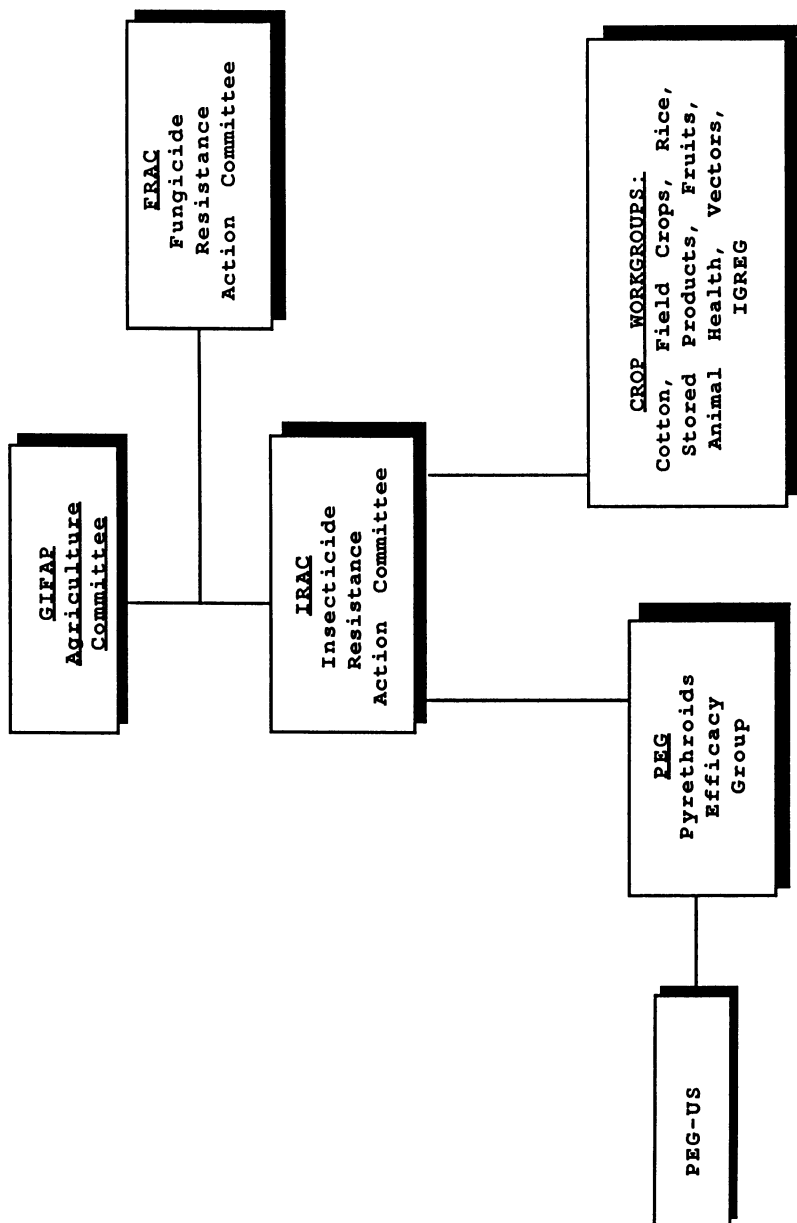 GIFAP
Agriculture
Committee
FRAC
Fungicide
Resistance
Action Committee
IRAC
Insecticide
Resistance
Action Committee
PEG-US
PEG
Pyrethroids
Efficacy
Group
CROP WORKGROUPS:
Cotton, Field Crops, Rice,
Stored Products, Fruits,
Animal Health, Vectors,
IGREG